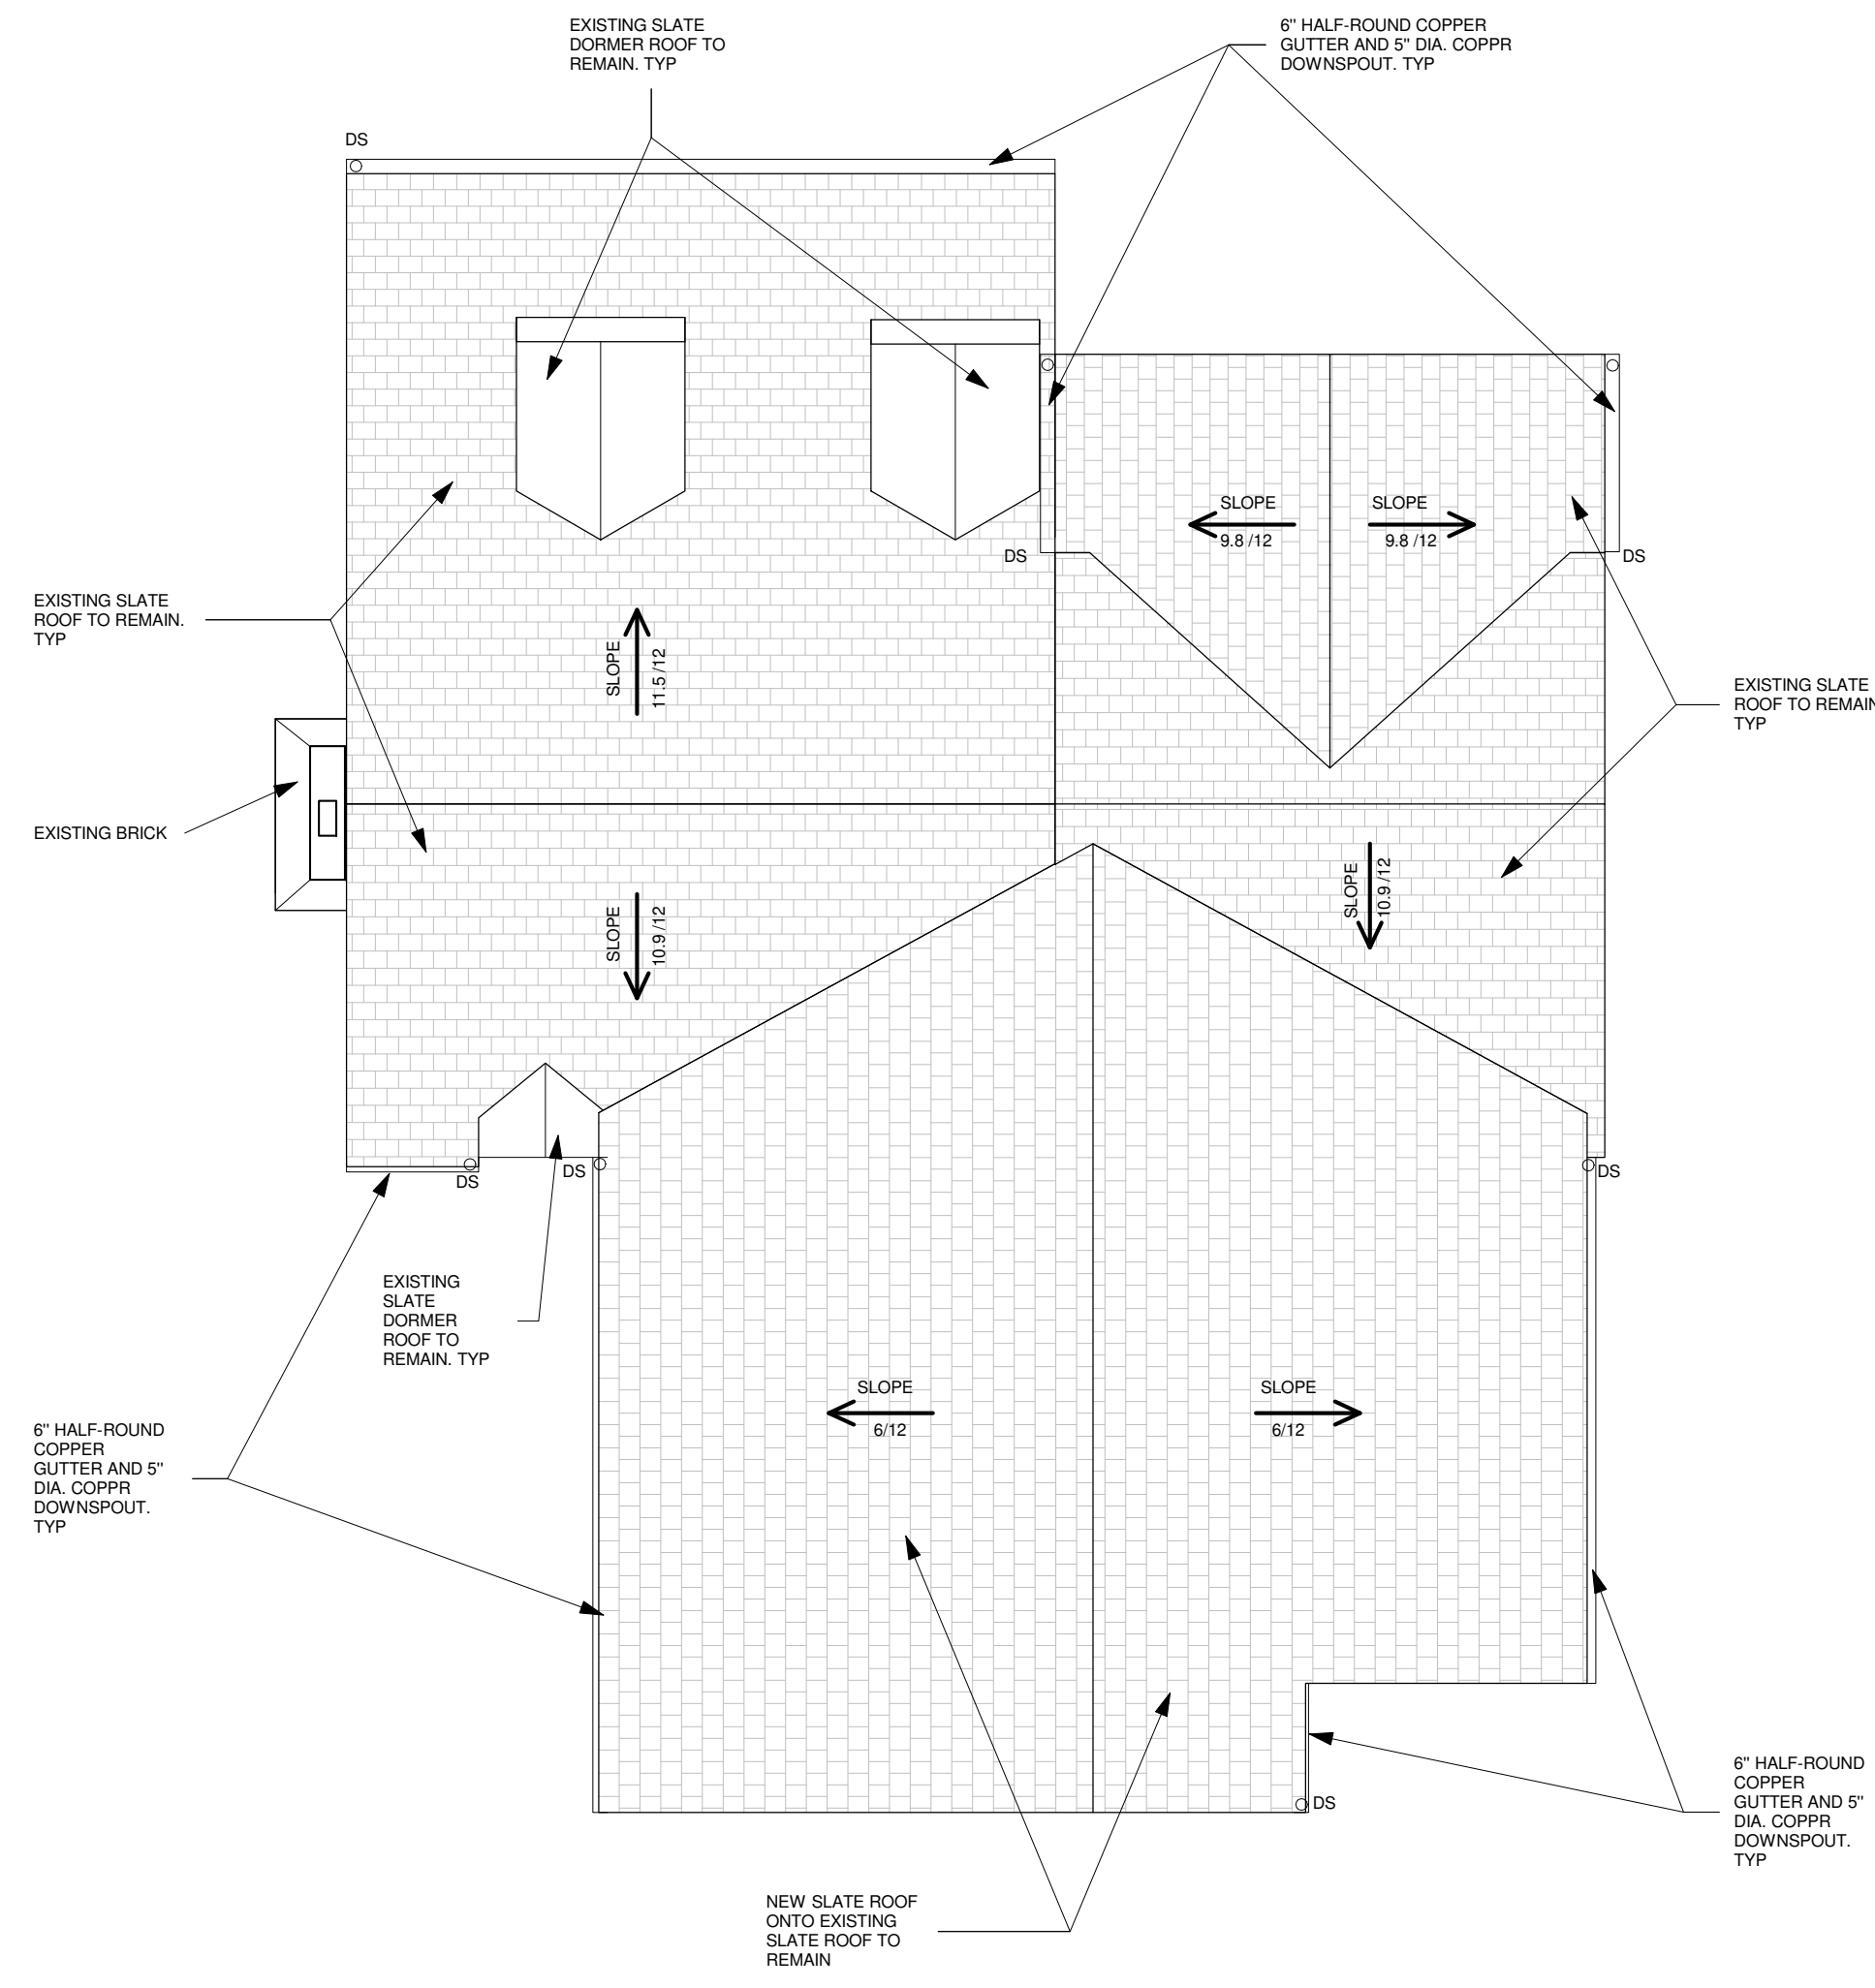 EXISTING SLATE
DORMER ROOF TO
REMAIN. TYP
6" HALF-ROUND COPPER
GUTTER AND 5" DIA. COPPR
DOWNSPOUT. TYP
DS
SLOPE
9.8 /12
SLOPE
9.8 /12
DS
DS
EXISTING SLATE
ROOF TO REMAIN.
TYP
SLOPE
11.5 /12
EXISTING SLATE
ROOF TO REMAIN
TYP
EXISTING BRICK
SLOPE
10.9 /12
SLOPE
10.9 /12
DS
DS
DS
EXISTING
SLATE
DORMER
ROOF TO
REMAIN. TYP
SLOPE
6/12
SLOPE
6/12
6" HALF-ROUND
COPPER
GUTTER AND 5"
DIA. COPPR
DOWNSPOUT.
TYP
DS
6" HALF-ROUND
COPPER
GUTTER AND 5"
DIA. COPPR
DOWNSPOUT.
TYP
NEW SLATE ROOF
ONTO EXISTING
SLATE ROOF TO
REMAIN